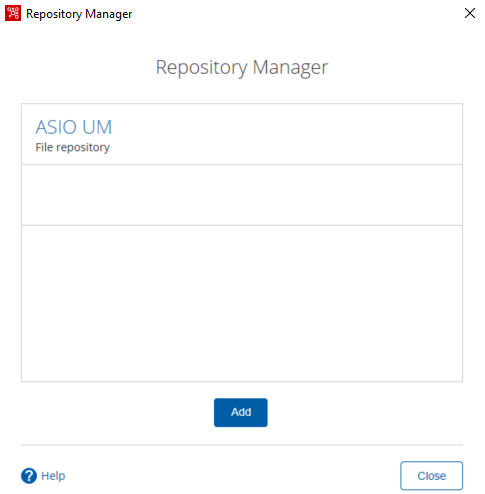 Repository Manager
Repository Manager
ASIO UM
File repository
Add
Help
Close